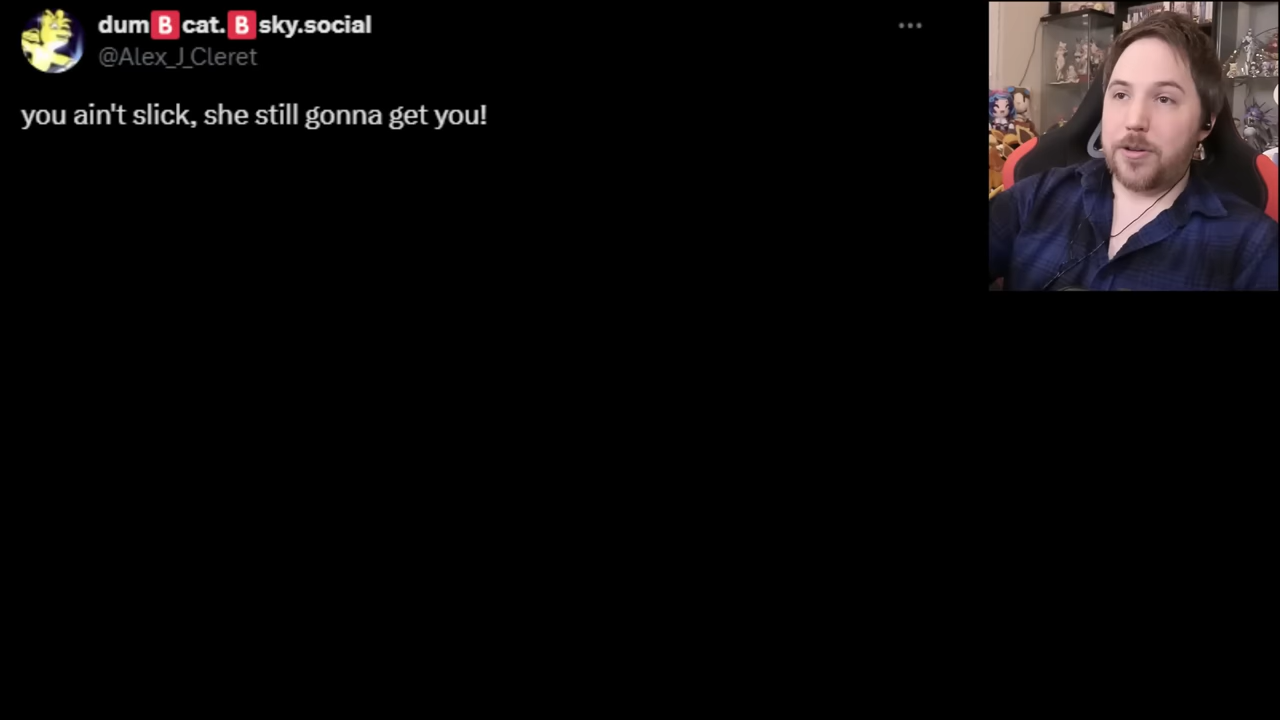 dum🅱️cat.🅱️sky.social
@Alex_J_Cleret
you ain't slick, she still gonna get you!